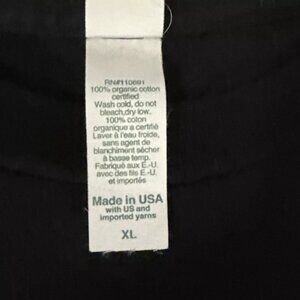 RN#110691
100% organic cotton
certified
Wash cold, do not
bleach,dry low.
100% coton
organique a certifié
Laver à l'eau froide,
sans agent de
blanchiment sécher
à basse temp.
Fabriqué aux E.-U.
avec des fils E.-U.
et importés
Made in USA
with US and
imported yarns
XL